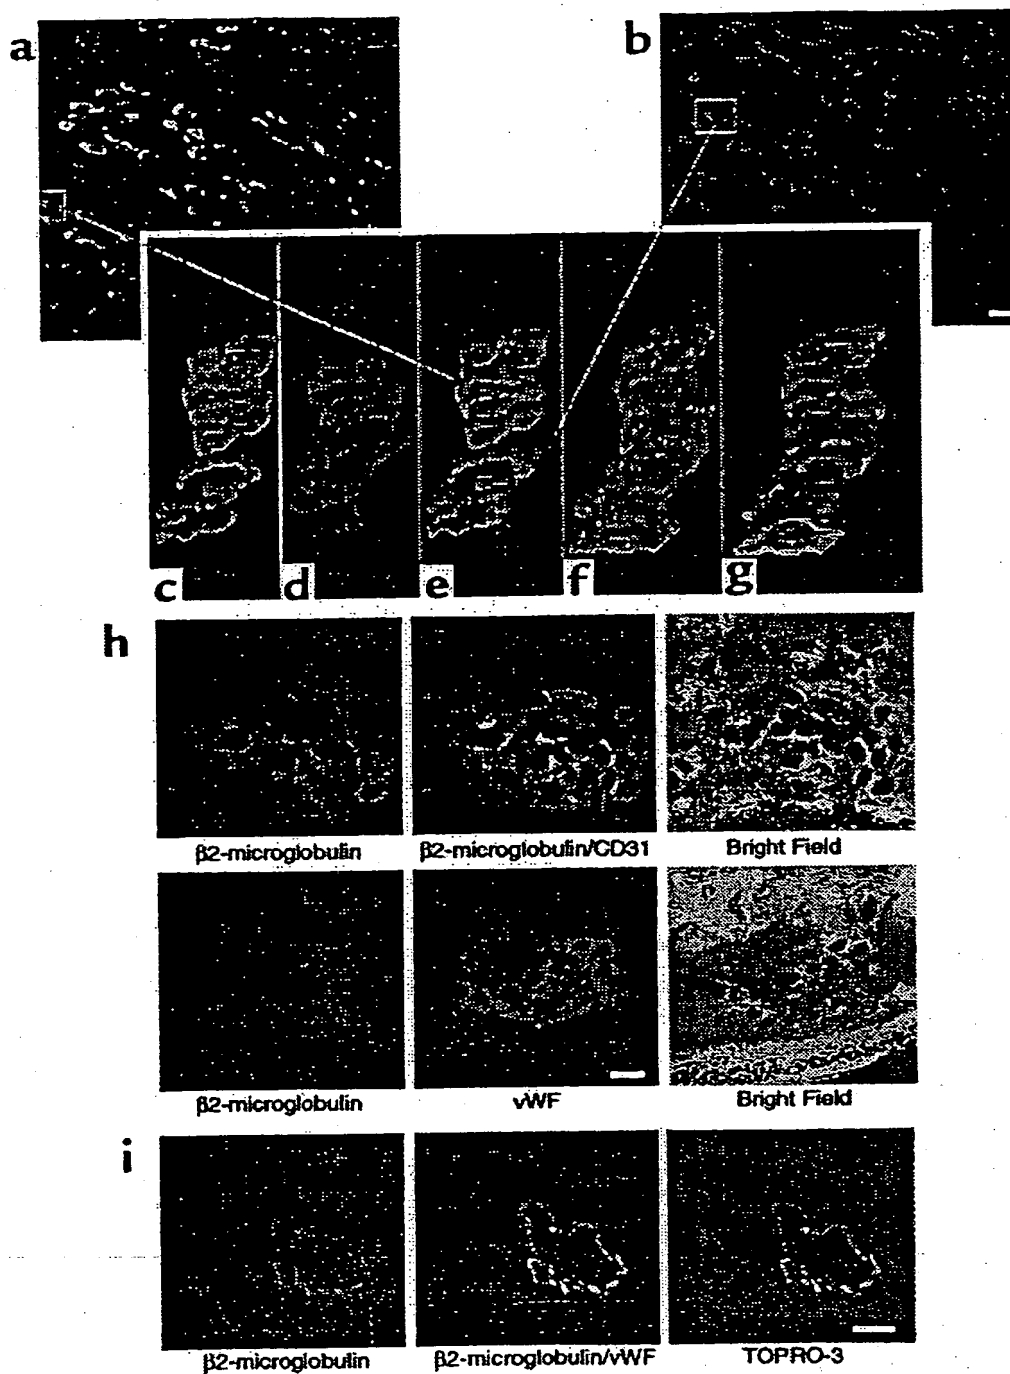 a
b
c d e f g
h
β2-microglobulin β2-microglobulin/CD31 Bright Field
β2-microglobulin vWF Bright Field
i
β2-microglobulin β2-microglobulin/vWF TOPRO-3